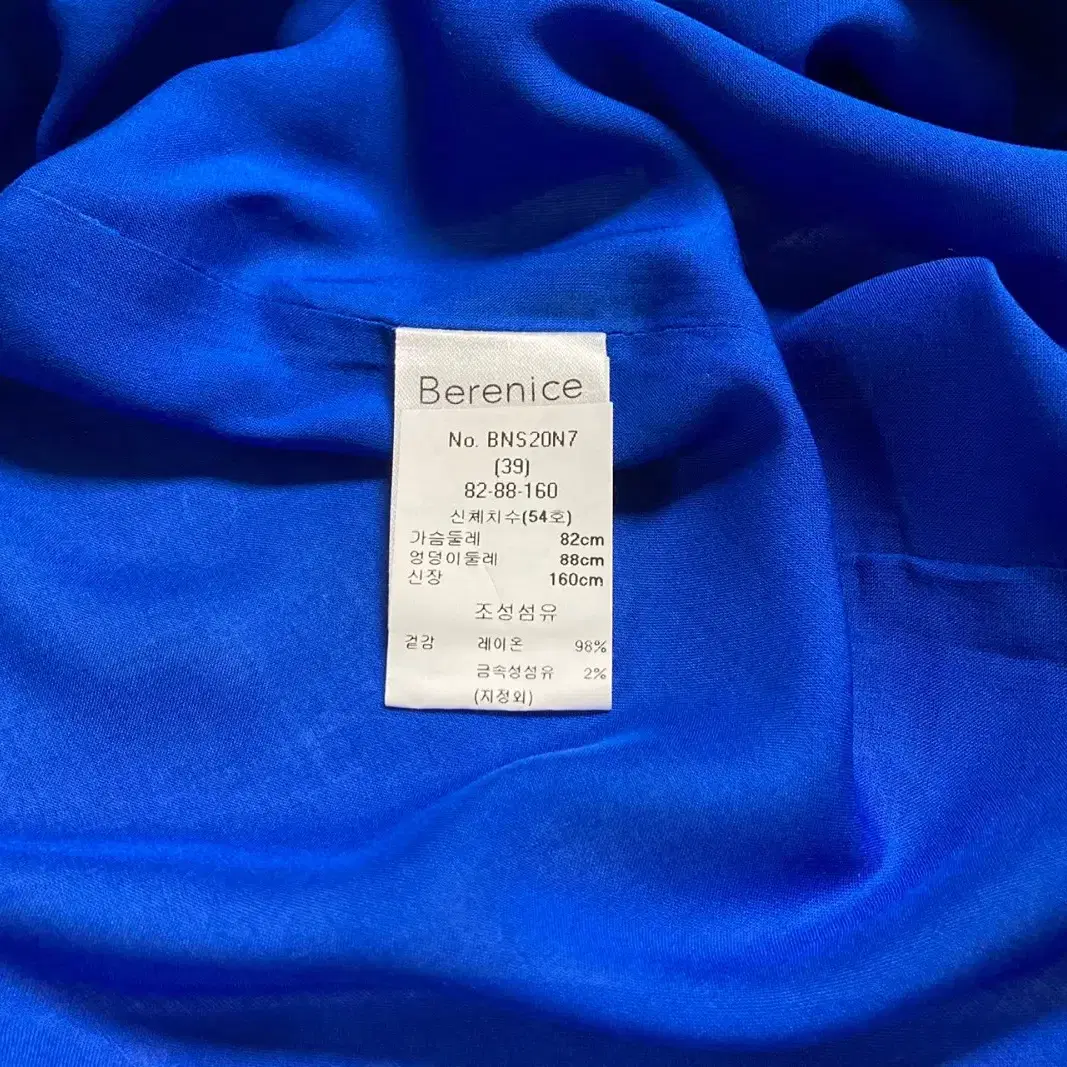 Berenice
No. BNS20N7
(39)
82-88-160
신체치수(54호)
가슴둘레 82cm
엉덩이둘레 88cm
신장 160cm
조성섬유
겉감 레이온 98%
금속성섬유 2%
(지정외)